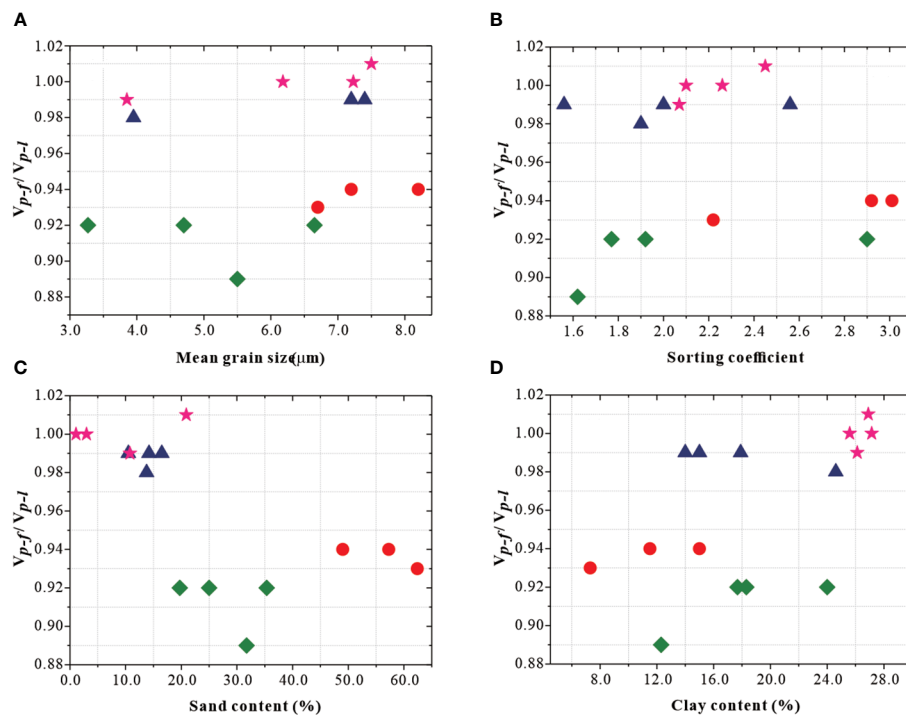 A
1.02
1.00
0.98
0.96
0.94
0.92
0.90
0.88
Vp-f/ Vp-l
3.0 4.0 5.0 6.0 7.0 8.0
Mean grain size(μm)
B
1.02
1.00
0.98
0.96
0.94
0.92
0.90
0.88
Vp-f/ Vp-l
1.6 1.8 2.0 2.2 2.4 2.6 2.8 3.0
Sorting coefficient
C
1.02
1.00
0.98
0.96
0.94
0.92
0.90
0.88
Vp-f/ Vp-l
0.0 10.0 20.0 30.0 40.0 50.0 60.0
Sand content (%)
D
1.02
1.00
0.98
0.96
0.94
0.92
0.90
0.88
Vp-f/ Vp-l
8.0 12.0 16.0 20.0 24.0 28.0
Clay content (%)